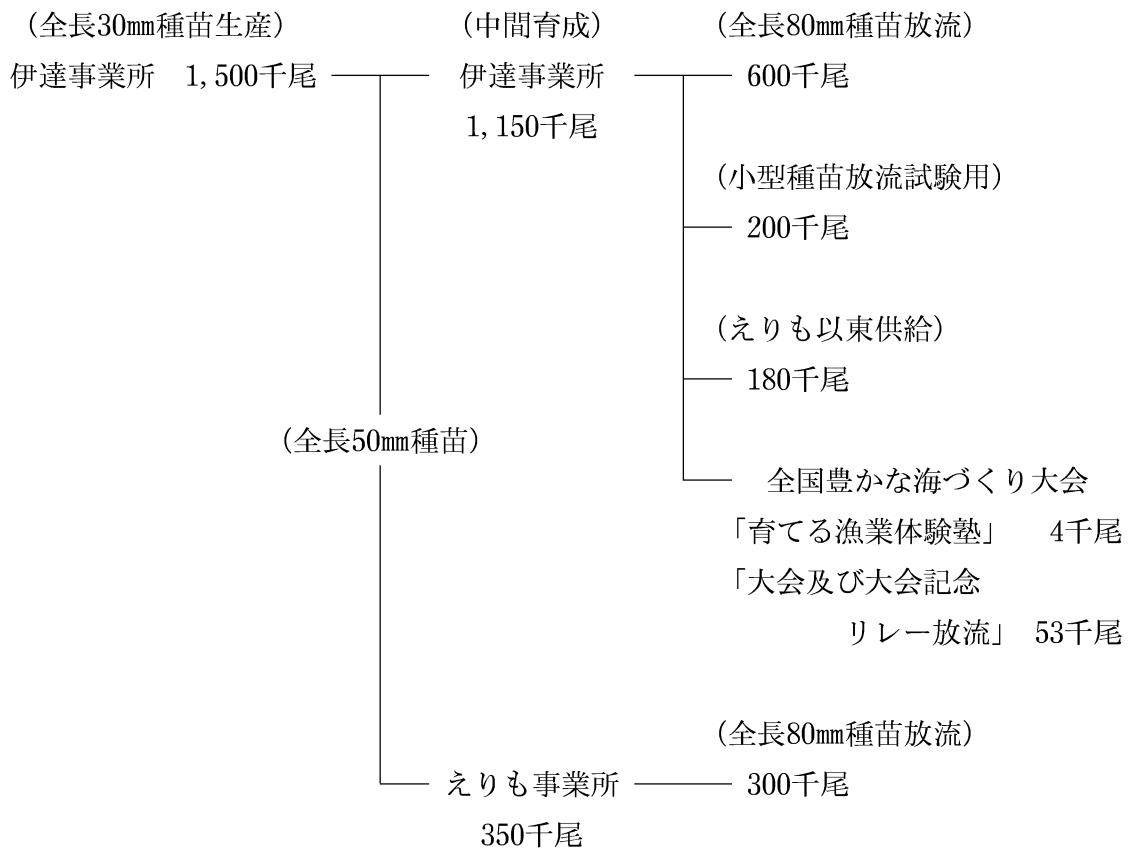 (全長30㎜種苗生産)
(中間育成)
(全長80㎜種苗放流)
伊達事業所 1,500千尾
伊達事業所
600千尾
1,150千尾
(小型種苗放流試験用)
200千尾
(えりも以東供給)
180千尾
(全長50㎜種苗)
全国豊かな海づくり大会
「育てる漁業体験塾」 4千尾
「大会及び大会記念
リレー放流」 53千尾
(全長80㎜種苗放流)
えりも事業所
300千尾
350千尾